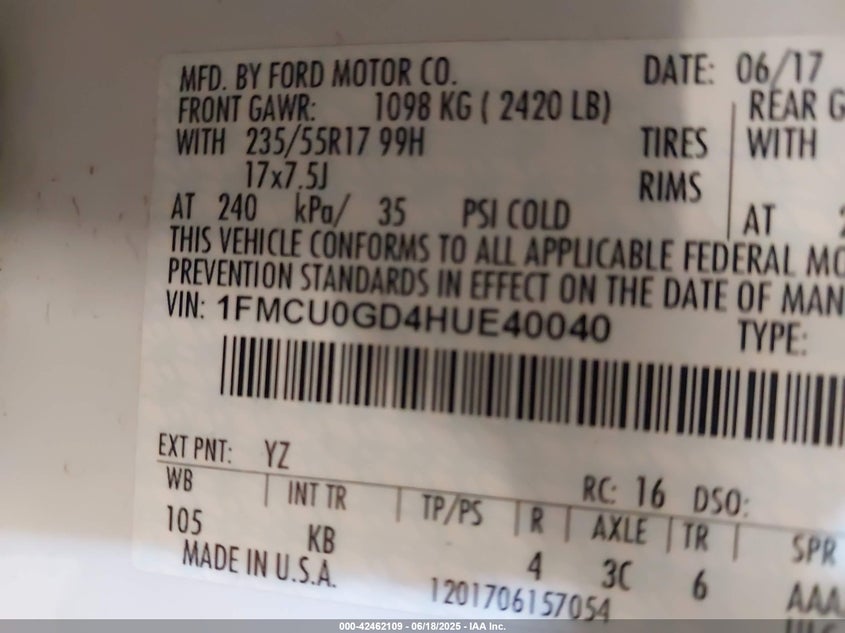 MFD. BY FORD MOTOR CO. DATE: 06/17
FRONT GAWR: 1098 KG ( 2420 LB) REAR G
WITH 235/55R17 99H TIRES WITH
17x7.5J RIMS
AT 240 kPa/ 35 PSI COLD AT 2
THIS VEHICLE CONFORMS TO ALL APPLICABLE FEDERAL MO
PREVENTION STANDARDS IN EFFECT ON THE DATE OF MAN
VIN: 1FMCU0GD4HUE40040 TYPE:
EXT PNT: YZ RC: 16 DSO:
WB INT TR TP/PS R AXLE TR SPR
105 KB 4 3C 6 AAA
MADE IN U.S.A. 1201706157054
000-42462109 - 06/18/2025 - IAA Inc.